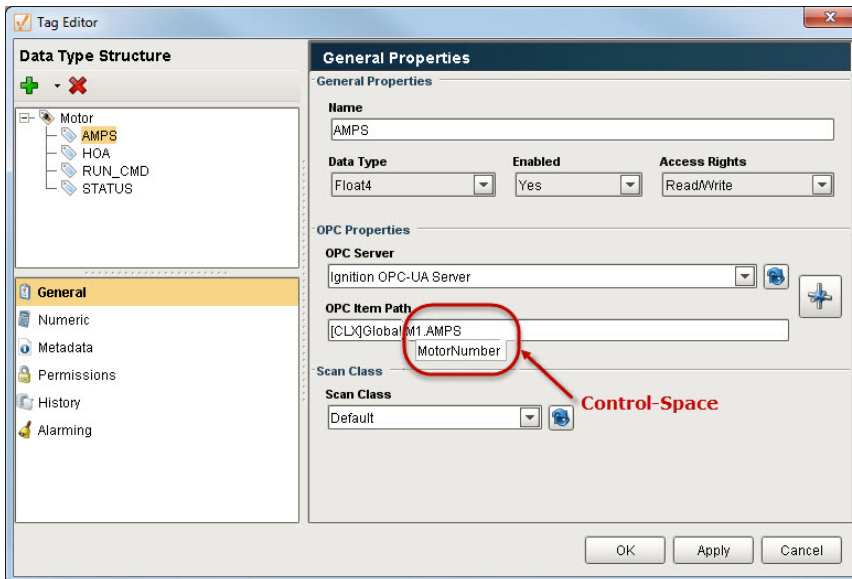 Tag Editor
Data Type Structure
Motor
AMPS
HOA
RUN_CMD
STATUS
General
Numeric
Metadata
Permissions
History
Alarming
General Properties
General Properties
Name
AMPS
Data Type Enabled Access Rights
Float4 Yes Read/Write
OPC Properties
OPC Server
Ignition OPC-UA Server
OPC Item Path
[CLX]Global.M1.AMPS
MotorNumber
Scan Class
Scan Class
Default
Control-Space
OK Apply Cancel